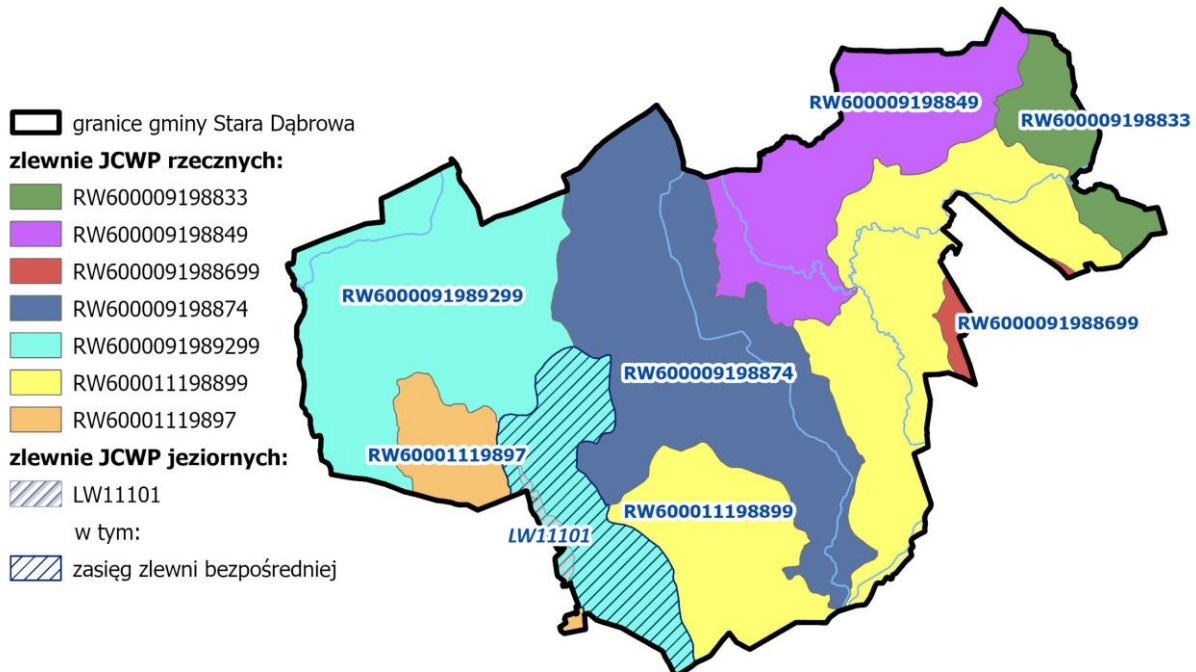 granice gminy Stara Dąbrowa
zlewnie JCWP rzecznych:
RW600009198833
RW600009198849
RW6000091988699
RW600009198874
RW6000091989299
RW600011198899
RW60001119897
zlewnie JCWP jeziornych:
LW11101
w tym:
zasięg zlewni bezpośredniej
RW600009198849
RW600009198833
RW6000091989299
RW6000091988699
RW600009198874
RW60001119897
RW600011198899
LW11101